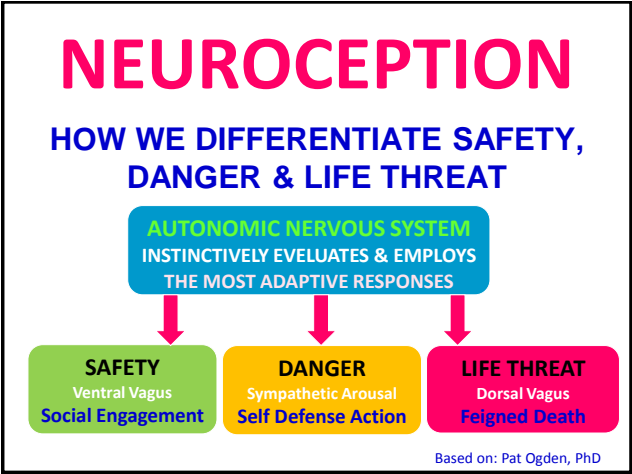 NEUROCEPTION
HOW WE DIFFERENTIATE SAFETY,
DANGER & LIFE THREAT
AUTONOMIC NERVOUS SYSTEM
INSTINCTIVELY EVELUATES & EMPLOYS
THE MOST ADAPTIVE RESPONSES
SAFETY
Ventral Vagus
Social Engagement
DANGER
Sympathetic Arousal
Self Defense Action
LIFE THREAT
Dorsal Vagus
Feigned Death
Based on: Pat Ogden, PhD